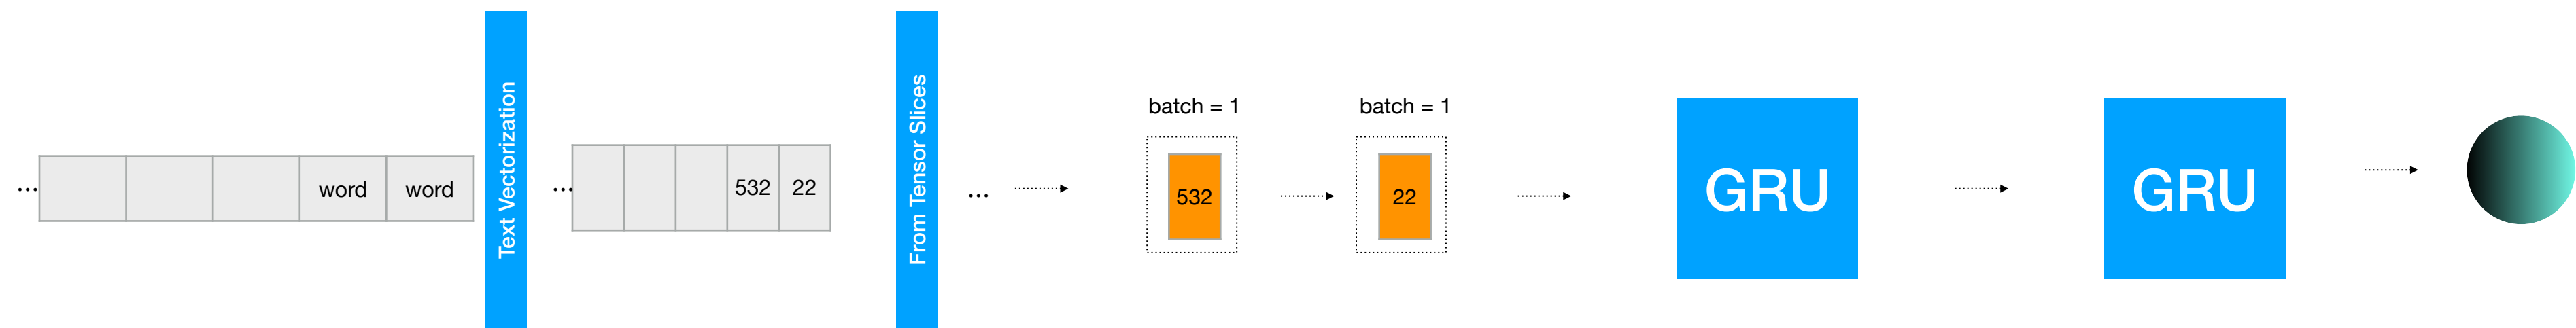 ...
word
word
Text Vectorization
...
532
22
From Tensor Slices
...
batch = 1
532
batch = 1
22
GRU
GRU